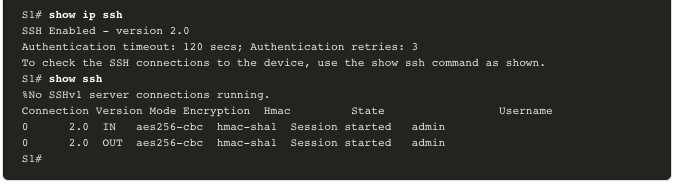 S1# show ip ssh
SSH Enabled - version 2.0
Authentication timeout: 120 secs; Authentication retries: 3
To check the SSH connections to the device, use the show ssh command as shown.
S1# show ssh
%No SSHv1 server connections running.
Connection Version Mode Encryption  Hmac         State                 Username
0      2.0  IN   aes256-cbc  hmac-sha1  Session started   admin
0      2.0  OUT  aes256-cbc  hmac-sha1  Session started   admin
S1#